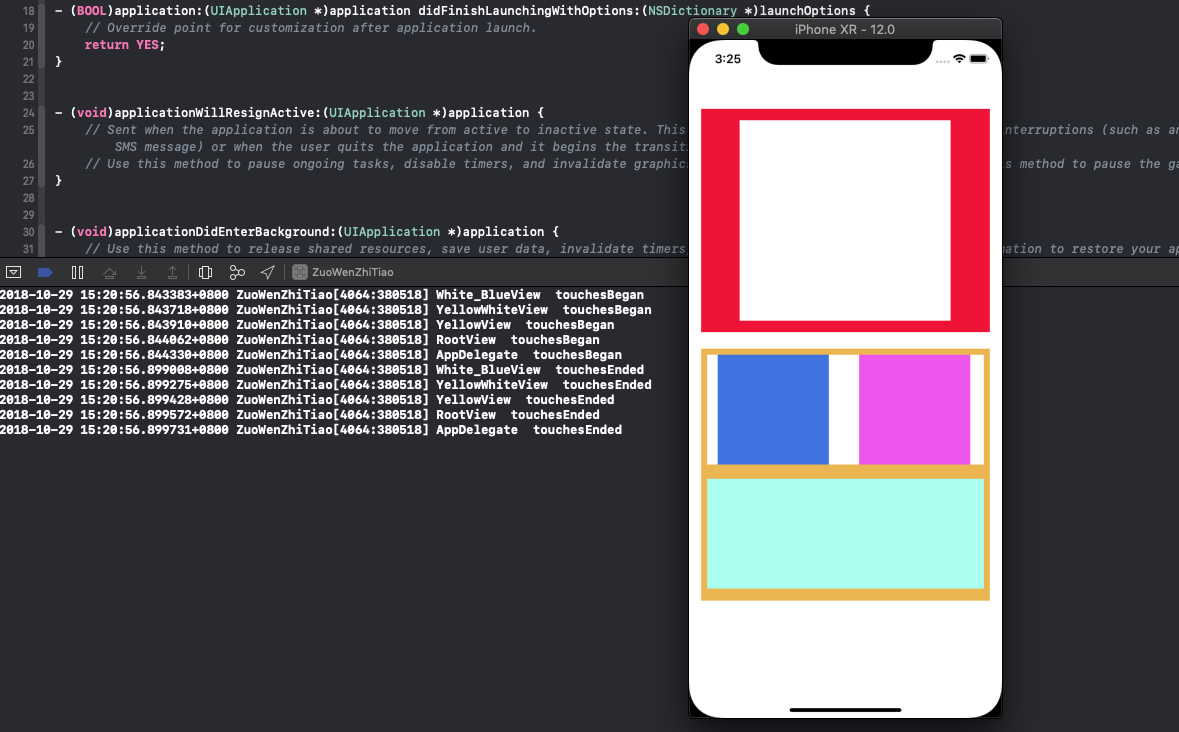 18 - (BOOL)application:(UIApplication *)application didFinishLaunchingWithOptions:(NSDictionary *)launchOptions {
19 // Override point for customization after application launch.
20 return YES;
21 }
22
23
24 - (void)applicationWillResignActive:(UIApplication *)application {
25 // Sent when the application is about to move from active to inactive state. This nterruptions (such as an
SMS message) or when the user quits the application and it begins the transiti
26 // Use this method to pause ongoing tasks, disable timers, and invalidate graphics s method to pause the ga
27 }
28
29
30 - (void)applicationDidEnterBackground:(UIApplication *)application {
31 // Use this method to release shared resources, save user data, invalidate timers mation to restore your ap
iPhone XR - 12.0
3:25
ZuoWenZhiTiao
2018-10-29 15:20:56.843383+0800 ZuoWenZhiTiao[4064:380518] White_BlueView touchesBegan
2018-10-29 15:20:56.843718+0800 ZuoWenZhiTiao[4064:380518] YellowWhiteView touchesBegan
2018-10-29 15:20:56.843910+0800 ZuoWenZhiTiao[4064:380518] YellowView touchesBegan
2018-10-29 15:20:56.844062+0800 ZuoWenZhiTiao[4064:380518] RootView touchesBegan
2018-10-29 15:20:56.844330+0800 ZuoWenZhiTiao[4064:380518] AppDelegate touchesBegan
2018-10-29 15:20:56.899008+0800 ZuoWenZhiTiao[4064:380518] White_BlueView touchesEnded
2018-10-29 15:20:56.899275+0800 ZuoWenZhiTiao[4064:380518] YellowWhiteView touchesEnded
2018-10-29 15:20:56.899428+0800 ZuoWenZhiTiao[4064:380518] YellowView touchesEnded
2018-10-29 15:20:56.899572+0800 ZuoWenZhiTiao[4064:380518] RootView touchesEnded
2018-10-29 15:20:56.899731+0800 ZuoWenZhiTiao[4064:380518] AppDelegate touchesEnded